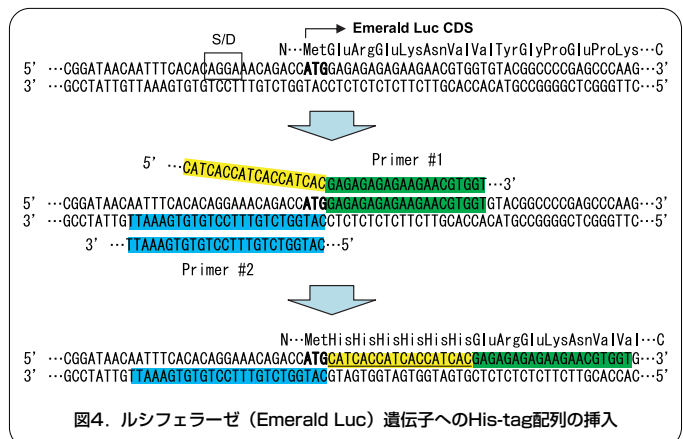 S/D
Emerald Luc CDS
N…MetGluArgGluLysAsnValValTyrGlyProGluProLys…C
5’ …CGGATAACAATTTCACACAGGAAACAGACCATGGAGAGAGAGAAGAACGTGGTGTACGGCCCCGAGCCCAAG…3’
3’ …GCCTATTGTTAAAGTGTGTCCTTTGTCTGGTACCTCTCTCTCTTCTTGCACCACATGCCGGGGCTCGGGTTC…5’
5’ …CATCACCATCACCATCACGAGAGAGAGAAGAACGTGGT…3’
Primer #1
5’ …CGGATAACAATTTCACACAGGAAACAGACCATGGAGAGAGAGAAGAACGTGGTGTACGGCCCCGAGCCCAAG…3’
3’ …GCCTATTGTTAAAGTGTGTCCTTTGTCTGGTACCTCTCTCTCTTCTTGCACCACATGCCGGGGCTCGGGTTC…5’
3’ …TTAAAGTGTGTCCTTTGTCTGGTAC…5’
Primer #2
N…MetHisHisHisHisHisHisGluArgGluLysAsnValVal…C
5’ …CGGATAACAATTTCACACAGGAAACAGACCATGCATCACCATCACCATCACGAGAGAGAGAAGAACGTGGTG…3’
3’ …GCCTATTGTTAAAGTGTGTCCTTTGTCTGGTACGTAGTGGTAGTGGTAGTGCTCTCTCTCTTCTTGCACCAC…5’
図4．ルシフェラーゼ（Emerald Luc）遺伝子へのHis-tag配列の挿入